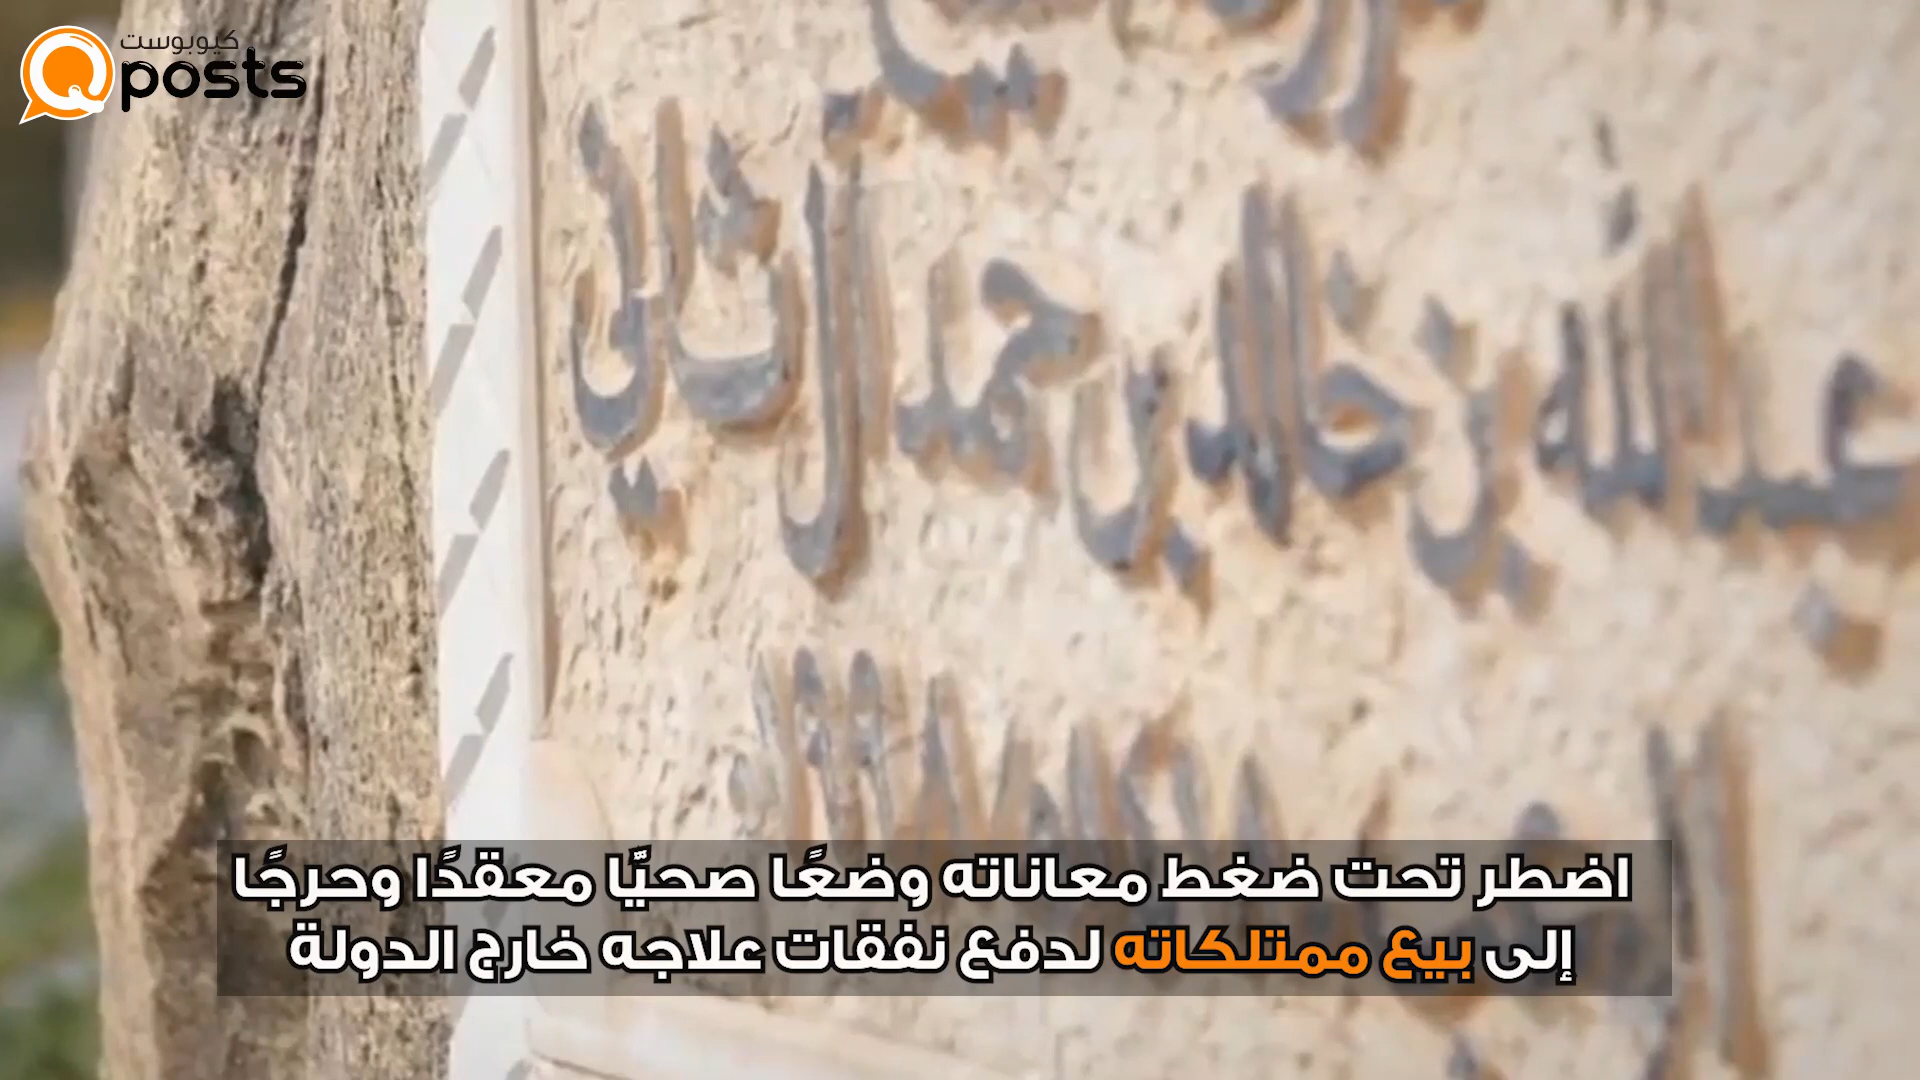 كيوبوست
Qposts
عبدالله بن خالد بن حمد آل ثاني
اضطر تحت ضغط معاناته وضعًا صحيًّا معقدًا وحرجًا
إلى بيع ممتلكاته لدفع نفقات علاجه خارج الدولة